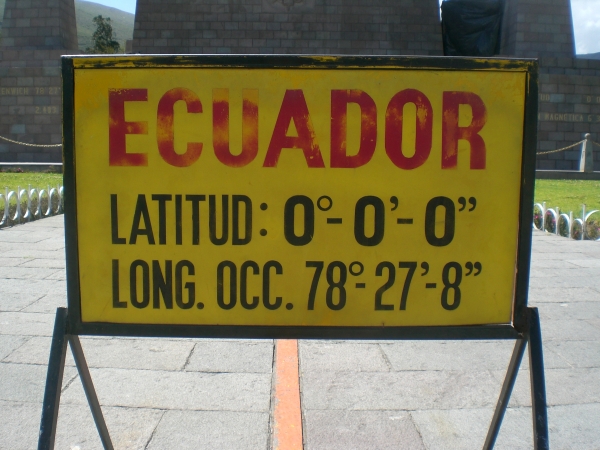 ECUADOR
LATITUD: 0°-0'-0"
LONG. OCC. 78°-27'-8"